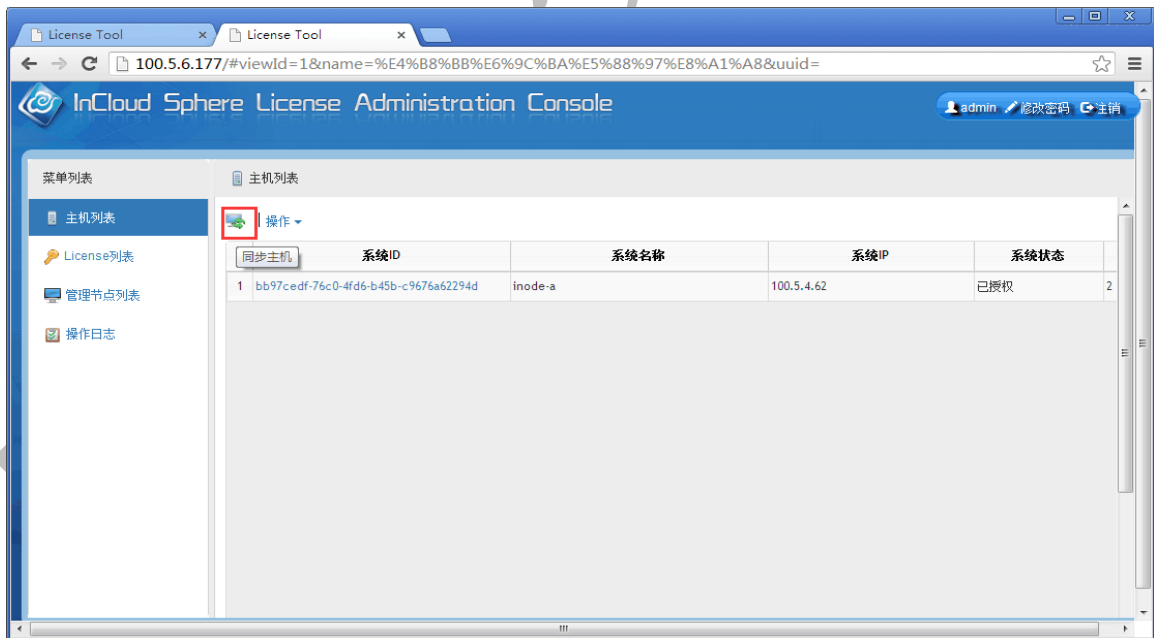 License Tool
License Tool
100.5.6.177/#viewId=1&name=%E4%B8%BB%E6%9C%BA%E5%88%97%E8%A1%A8&uuid=
InCloud Sphere License Administration Console
admin 修改密码 注销
菜单列表
主机列表
主机列表
操作
License列表
管理节点列表
操作日志
同步主机
系统ID 系统名称 系统IP 系统状态
1 bb97cedf-76c0-4fd6-b45b-c9676a62294d inode-a 100.5.4.62 已授权 2